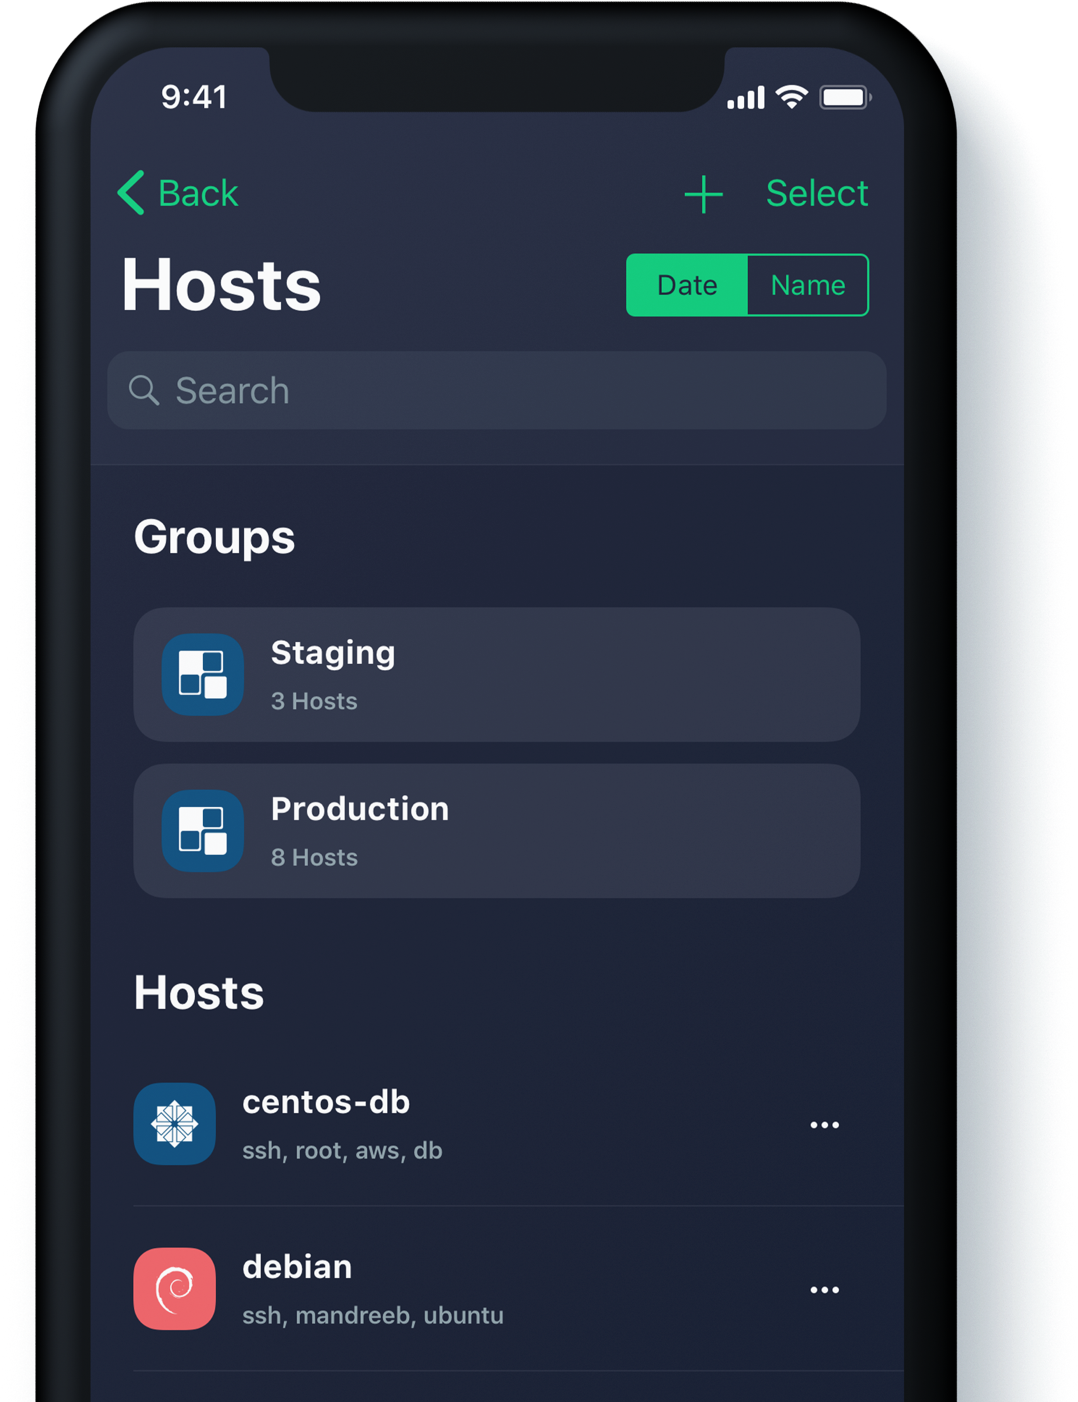 9:41
Back
Select
Hosts
Date Name
Search
Groups
Staging
3 Hosts
Production
8 Hosts
Hosts
centos-db
ssh, root, aws, db
debian
ssh, mandreeb, ubuntu